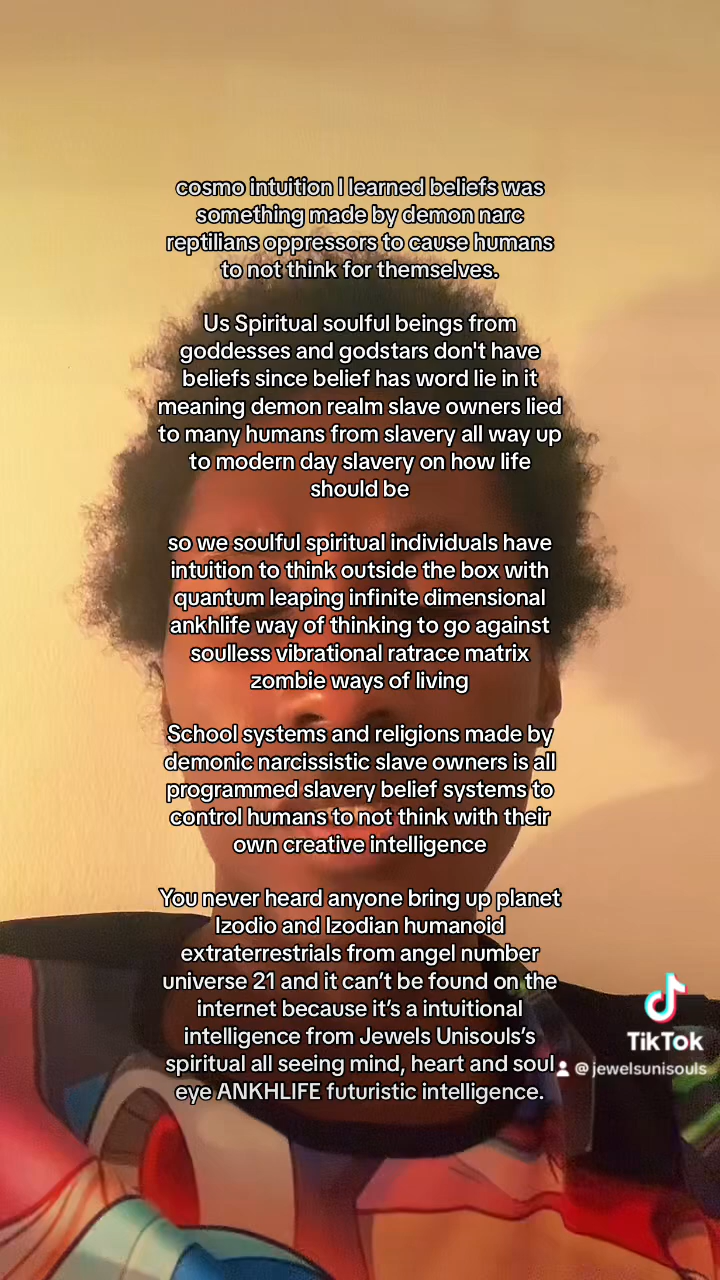 cosmo intuition I learned beliefs was
something made by demon narc
reptilians oppressors to cause humans
to not think for themselves.
Us Spiritual soulful beings from
goddesses and godstars don't have
beliefs since belief has word lie in it
meaning demon realm slave owners lied
to many humans from slavery all way up
to modern day slavery on how life
should be
so we soulful spiritual individuals have
intuition to think outside the box with
quantum leaping infinite dimensional
ankhlife way of thinking to go against
soulless vibrational ratrace matrix
zombie ways of living
School systems and religions made by
demonic narcissistic slave owners is all
programmed slavery belief systems to
control humans to not think with their
own creative intelligence
You never heard anyone bring up planet
Izodio and Izodian humanoid
extraterrestrials from angel number
universe 21 and it can’t be found on the
internet because it’s a intuitional
intelligence from Jewels Unisouls’s
spiritual all seeing mind, heart and soul
eye ANKHLIFE futuristic intelligence.
TikTok
@jewelsunisouls